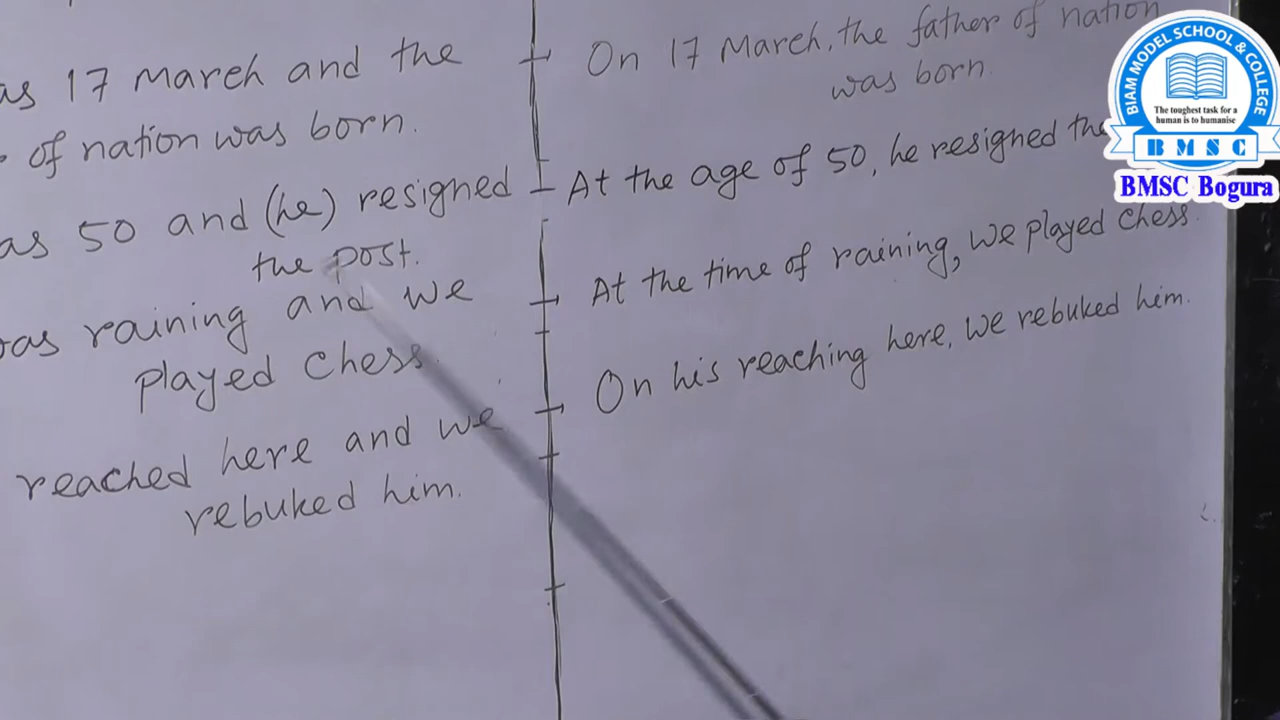 as 17 March and the
of nation was born.
as 50 and (he) resigned
the post.
as raining and we
played chess.
reached here and we
rebuked him.
On 17 March, the father of nation
was born.
At the age of 50, he resigned the
At the time of raining, we played chess.
On his reaching here, we rebuked him.
BIAM MODEL SCHOOL & COLLEGE
The toughest task for a
human is to humanise
B M S C
BMSC Bogura